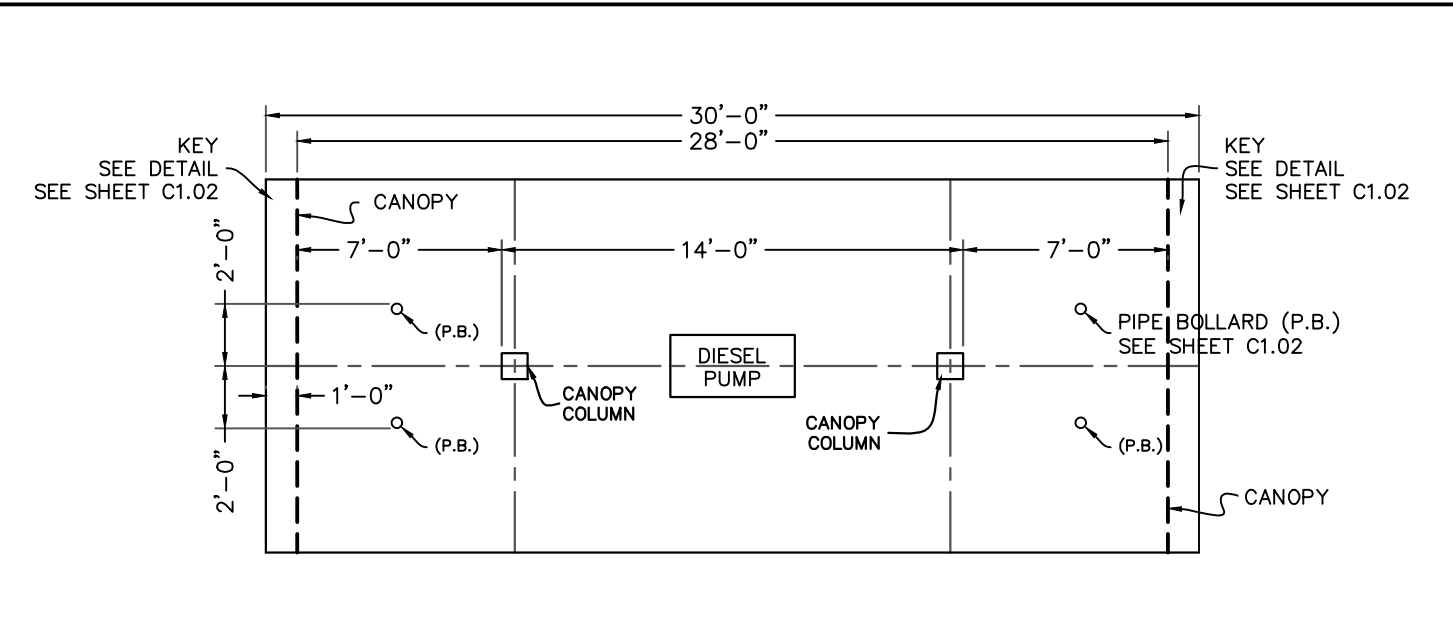 30'-0"
28'-0"
KEY
SEE DETAIL
SEE SHEET C1.02
KEY
SEE DETAIL
SEE SHEET C1.02
CANOPY
2'-0"
7'-0"
14'-0"
7'-0"
(P.B.)
PIPE BOLLARD (P.B.)
SEE SHEET C1.02
DIESEL
PUMP
1'-0"
CANOPY
COLUMN
CANOPY
COLUMN
(P.B.)
(P.B.)
2'-0"
CANOPY